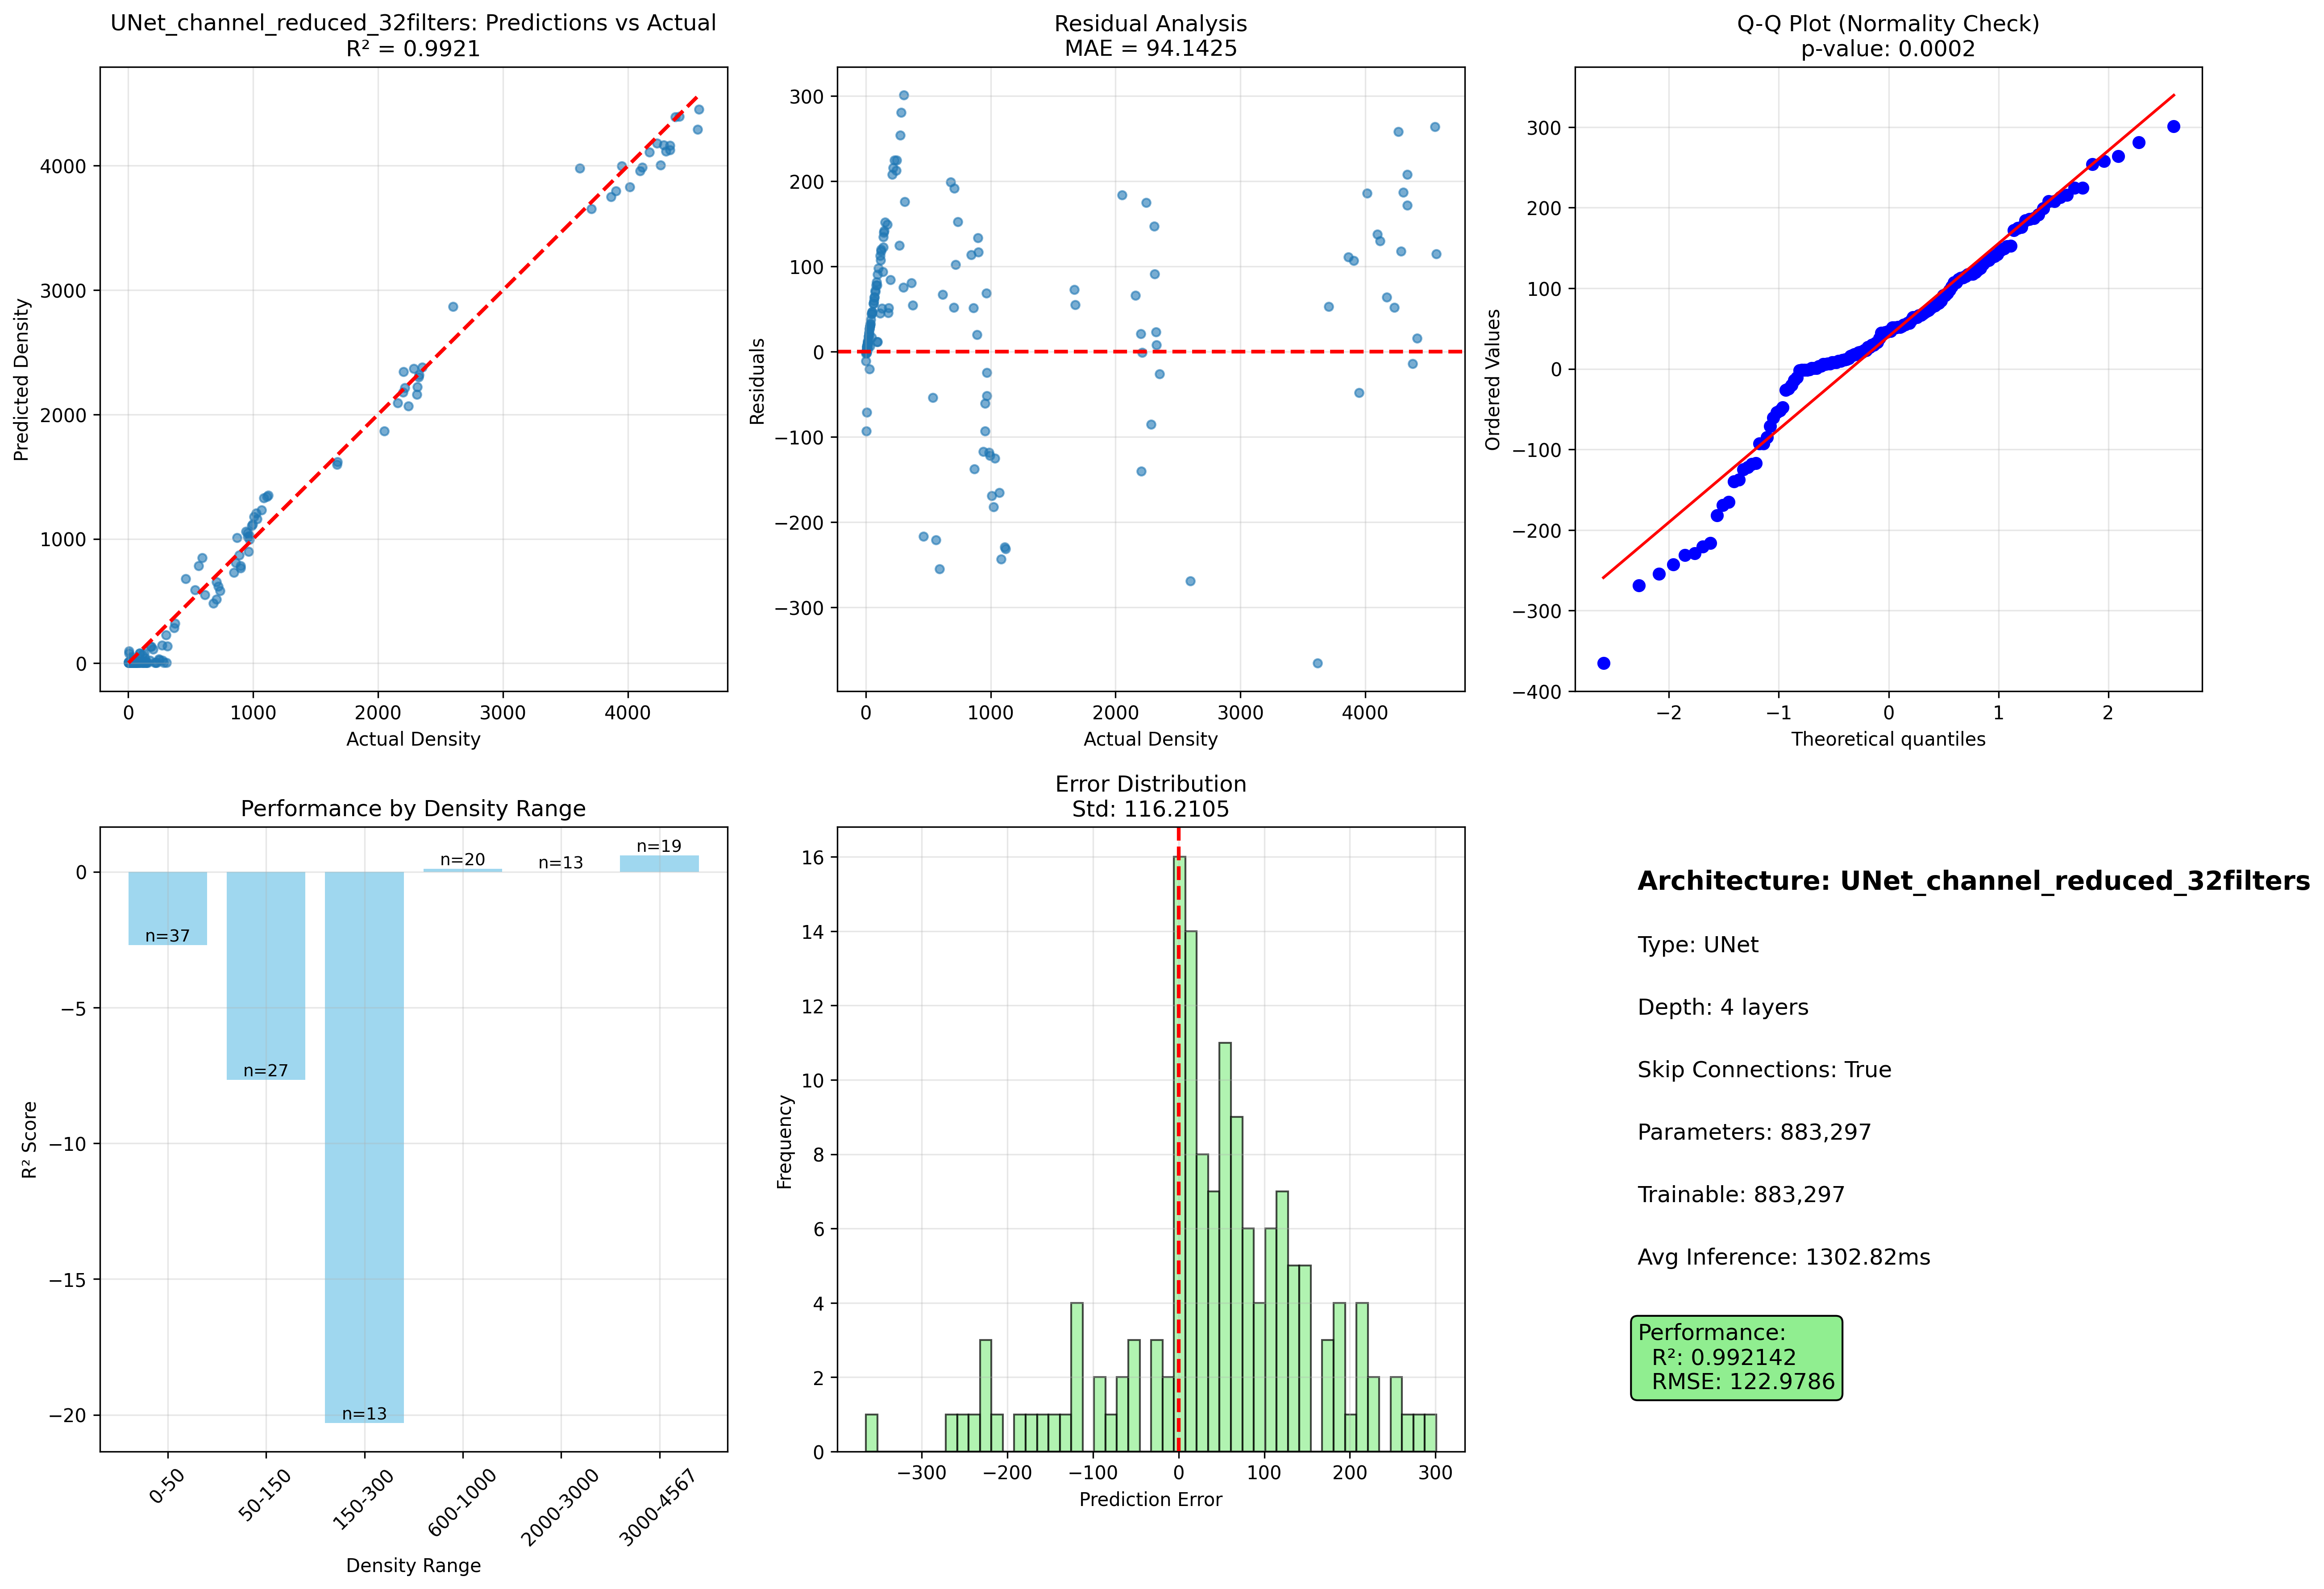 UNet_channel_reduced_32filters: Predictions vs Actual
R² = 0.9921
Predicted Density
4000
3000
2000
1000
0
0 1000 2000 3000 4000
Actual Density
Residual Analysis
MAE = 94.1425
Residuals
300
200
100
0
−100
−200
−300
0 1000 2000 3000 4000
Actual Density
Q-Q Plot (Normality Check)
p-value: 0.0002
Ordered Values
300
200
100
0
−100
−200
−300
−400
−2 −1 0 1 2
Theoretical quantiles
Performance by Density Range
R² Score
0
−5
−10
−15
−20
n=37
n=27
n=13
n=20
n=13
n=19
0-50
50-150
150-300
600-1000
2000-3000
3000-4567
Density Range
Error Distribution
Std: 116.2105
Frequency
16
14
12
10
8
6
4
2
0
−300 −200 −100 0 100 200 300
Prediction Error
Architecture: UNet_channel_reduced_32filters
Type: UNet
Depth: 4 layers
Skip Connections: True
Parameters: 883,297
Trainable: 883,297
Avg Inference: 1302.82ms
Performance:
R²: 0.992142
RMSE: 122.9786